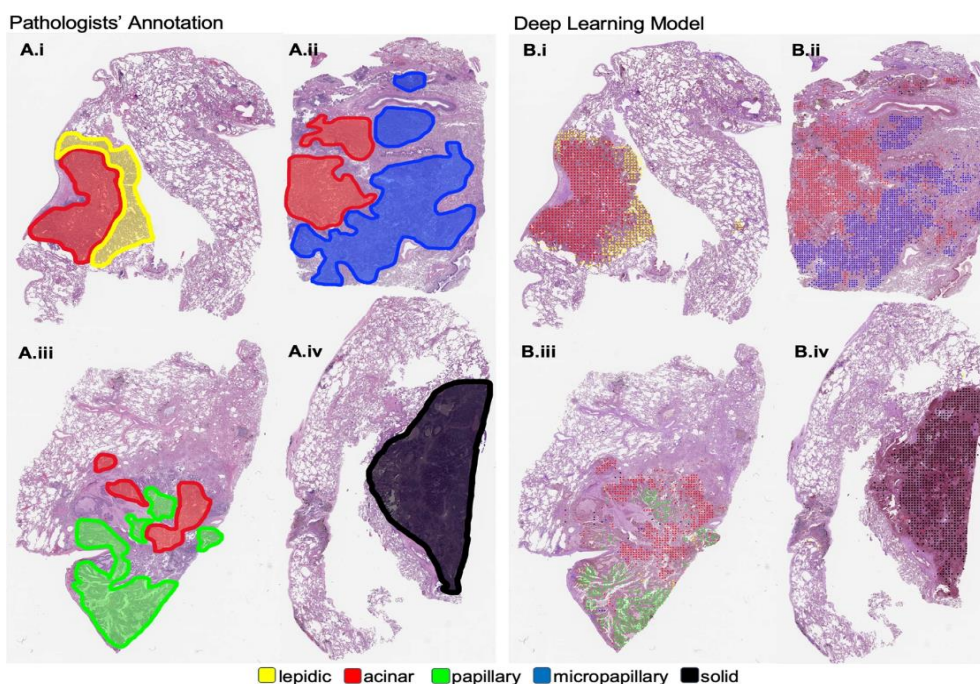 Pathologists' Annotation
Deep Learning Model
A.i
A.ii
B.i
B.ii
A.iii
A.iv
B.iii
B.iv
lepidic acinar papillary micropapillary solid